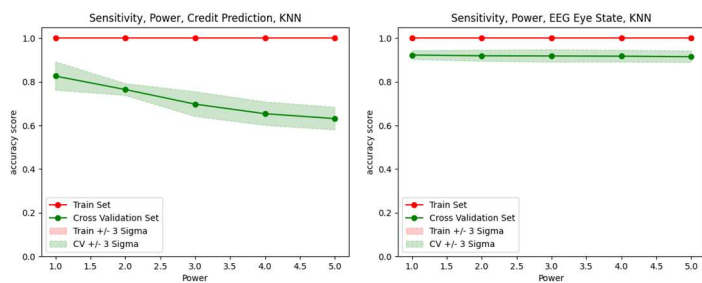 Sensitivity, Power, Credit Prediction, KNN
1.0
0.8
0.6
0.4
0.2
0.0
accuracy score
Train Set
Cross Validation Set
Train +/- 3 Sigma
CV +/- 3 Sigma
1.0 1.5 2.0 2.5 3.0 3.5 4.0 4.5 5.0
Power
Sensitivity, Power, EEG Eye State, KNN
1.0
0.8
0.6
0.4
0.2
0.0
accuracy score
Train Set
Cross Validation Set
Train +/- 3 Sigma
CV +/- 3 Sigma
1.0 1.5 2.0 2.5 3.0 3.5 4.0 4.5 5.0
Power